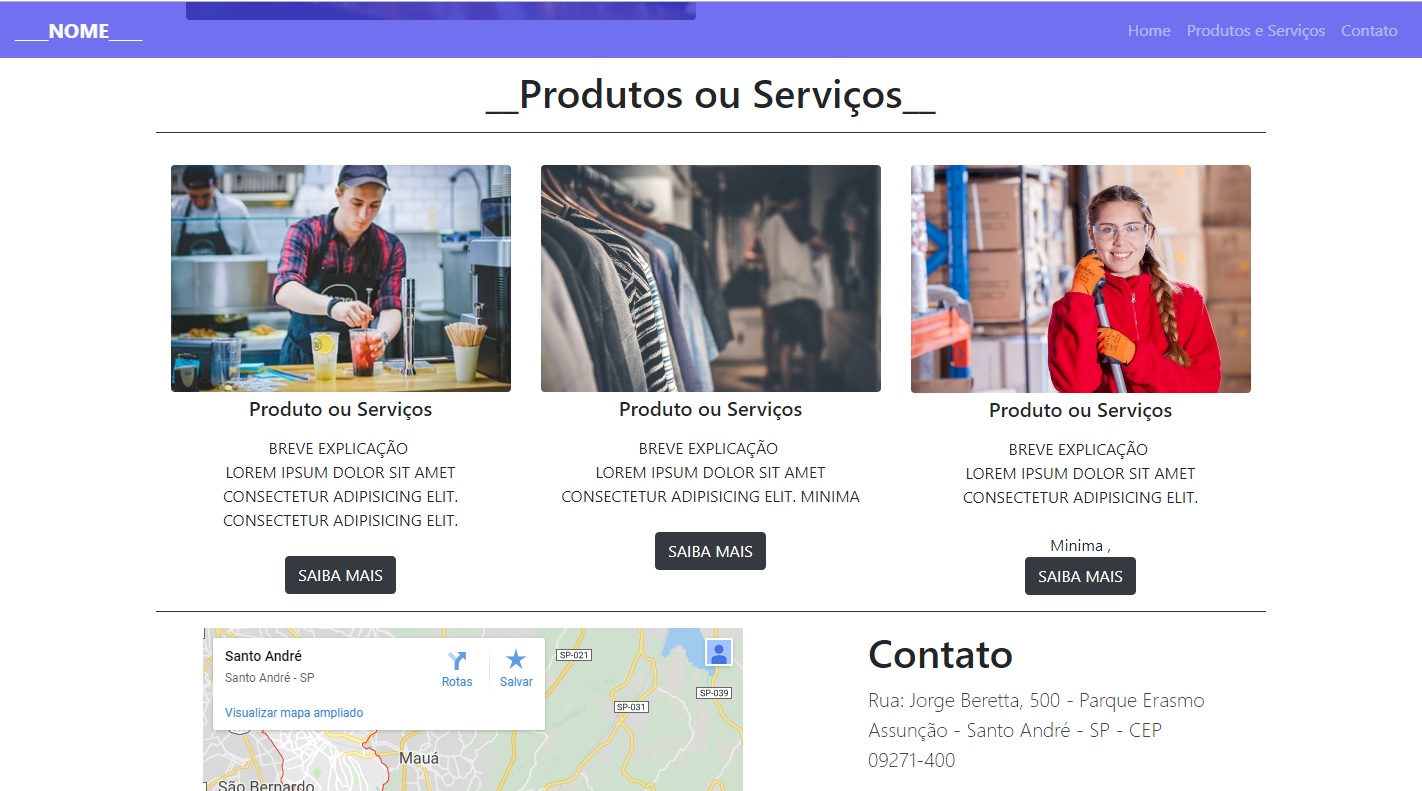 ___NOME___
Home Produtos e Serviços Contato
__Produtos ou Serviços__
Produto ou Serviços
BREVE EXPLICAÇÃO
LOREM IPSUM DOLOR SIT AMET
CONSECTETUR ADIPISICING ELIT.
CONSECTETUR ADIPISICING ELIT.
SAIBA MAIS
Produto ou Serviços
BREVE EXPLICAÇÃO
LOREM IPSUM DOLOR SIT AMET
CONSECTETUR ADIPISICING ELIT. MINIMA
SAIBA MAIS
Produto ou Serviços
BREVE EXPLICAÇÃO
LOREM IPSUM DOLOR SIT AMET
CONSECTETUR ADIPISICING ELIT.
Minima ,
SAIBA MAIS
Santo André
Santo André - SP
Rotas
Salvar
Visualizar mapa ampliado
SP-021
SP-039
SP-031
Mauá
São Bernardo
Contato
Rua: Jorge Beretta, 500 - Parque Erasmo
Assunção - Santo André - SP - CEP
09271-400